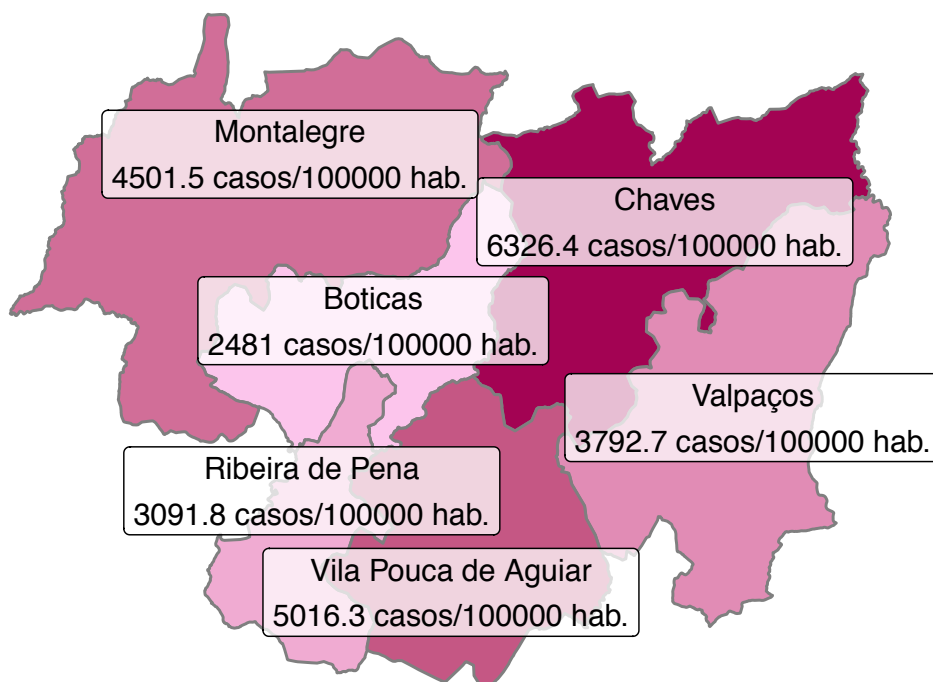 Montalegre
4501.5 casos/100000 hab.
Chaves
6326.4 casos/100000 hab.
Boticas
2481 casos/100000 hab.
Valpaços
3792.7 casos/100000 hab.
Ribeira de Pena
3091.8 casos/100000 hab.
Vila Pouca de Aguiar
5016.3 casos/100000 hab.